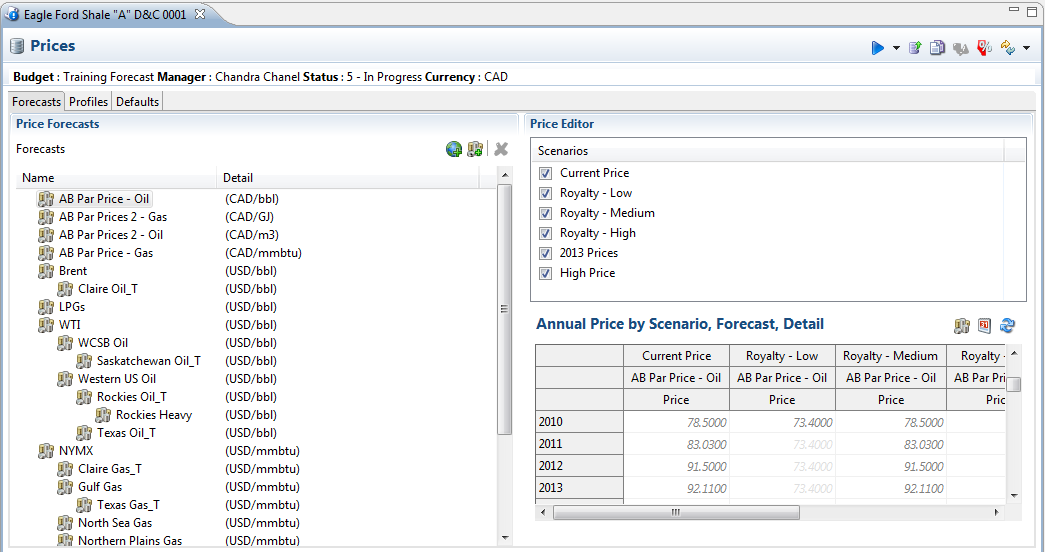 Eagle Ford Shale "A" D&C 0001
Prices
Budget : Training Forecast Manager : Chandra Chanel Status : 5 - In Progress Currency : CAD
Forecasts Profiles Defaults
Price Forecasts
Forecasts
Name Detail
AB Par Price - Oil (CAD/bbl)
AB Par Prices 2 - Gas (CAD/GJ)
AB Par Prices 2 - Oil (CAD/m3)
AB Par Price - Gas (CAD/mmbtu)
Brent (USD/bbl)
Claire Oil_T (USD/bbl)
LPGs (USD/bbl)
WTI (USD/bbl)
WCSB Oil (USD/bbl)
Saskatchewan Oil_T (USD/bbl)
Western US Oil (USD/bbl)
Rockies Oil_T (USD/bbl)
Rockies Heavy (USD/bbl)
Texas Oil_T (USD/bbl)
NYMX (USD/mmbtu)
Claire Gas_T (USD/mmbtu)
Gulf Gas (USD/mmbtu)
Texas Gas_T (USD/mmbtu)
North Sea Gas (USD/mmbtu)
Northern Plains Gas (USD/mmbtu)
Price Editor
Scenarios
Current Price
Royalty - Low
Royalty - Medium
Royalty - High
2013 Prices
High Price
Annual Price by Scenario, Forecast, Detail
31
Current Price Royalty - Low Royalty - Medium Royalty -
AB Par Price - Oil AB Par Price - Oil AB Par Price - Oil AB Par Pric
Price Price Price Pric
2010 78.5000 73.4000 78.5000
2011 83.0300 73.4000 83.0300
2012 91.5000 73.4000 91.5000
2013 92.1100 73.4000 92.1100